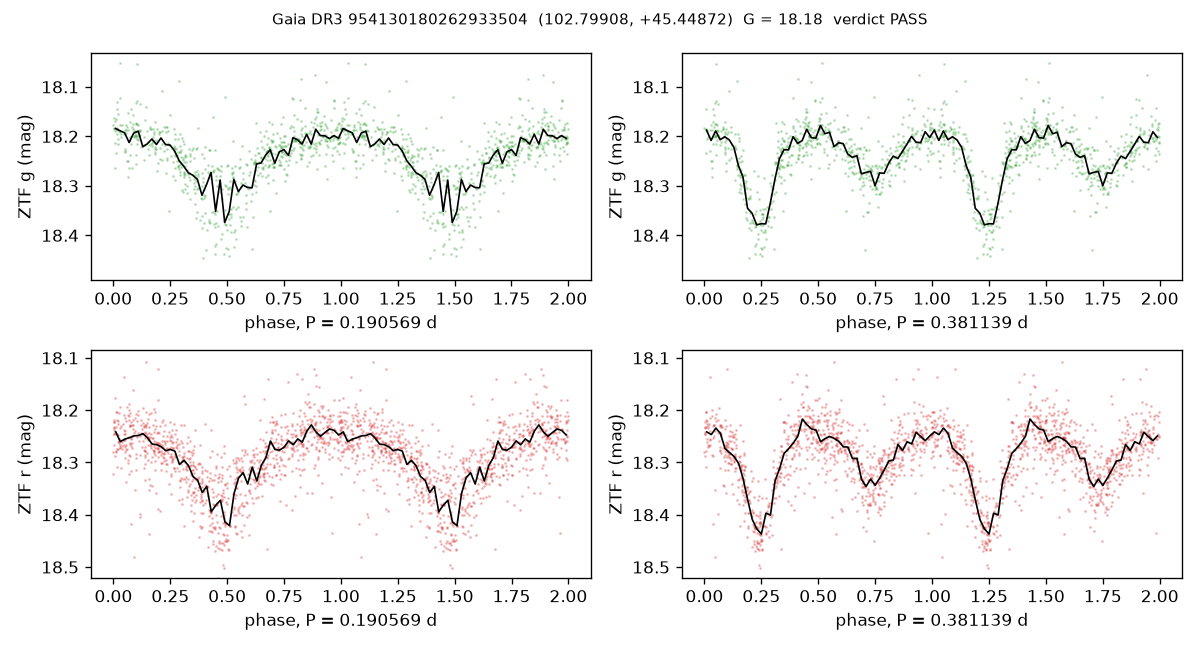 Gaia DR3 954130180262933504  (102.79908, +45.44872)  G = 18.18  verdict PASS
ZTF g (mag)
18.1
18.2
18.3
18.4
0.00 0.25 0.50 0.75 1.00 1.25 1.50 1.75 2.00
phase, P = 0.190569 d
ZTF g (mag)
18.1
18.2
18.3
18.4
0.00 0.25 0.50 0.75 1.00 1.25 1.50 1.75 2.00
phase, P = 0.381139 d
ZTF r (mag)
18.1
18.2
18.3
18.4
18.5
0.00 0.25 0.50 0.75 1.00 1.25 1.50 1.75 2.00
phase, P = 0.190569 d
ZTF r (mag)
18.1
18.2
18.3
18.4
18.5
0.00 0.25 0.50 0.75 1.00 1.25 1.50 1.75 2.00
phase, P = 0.381139 d